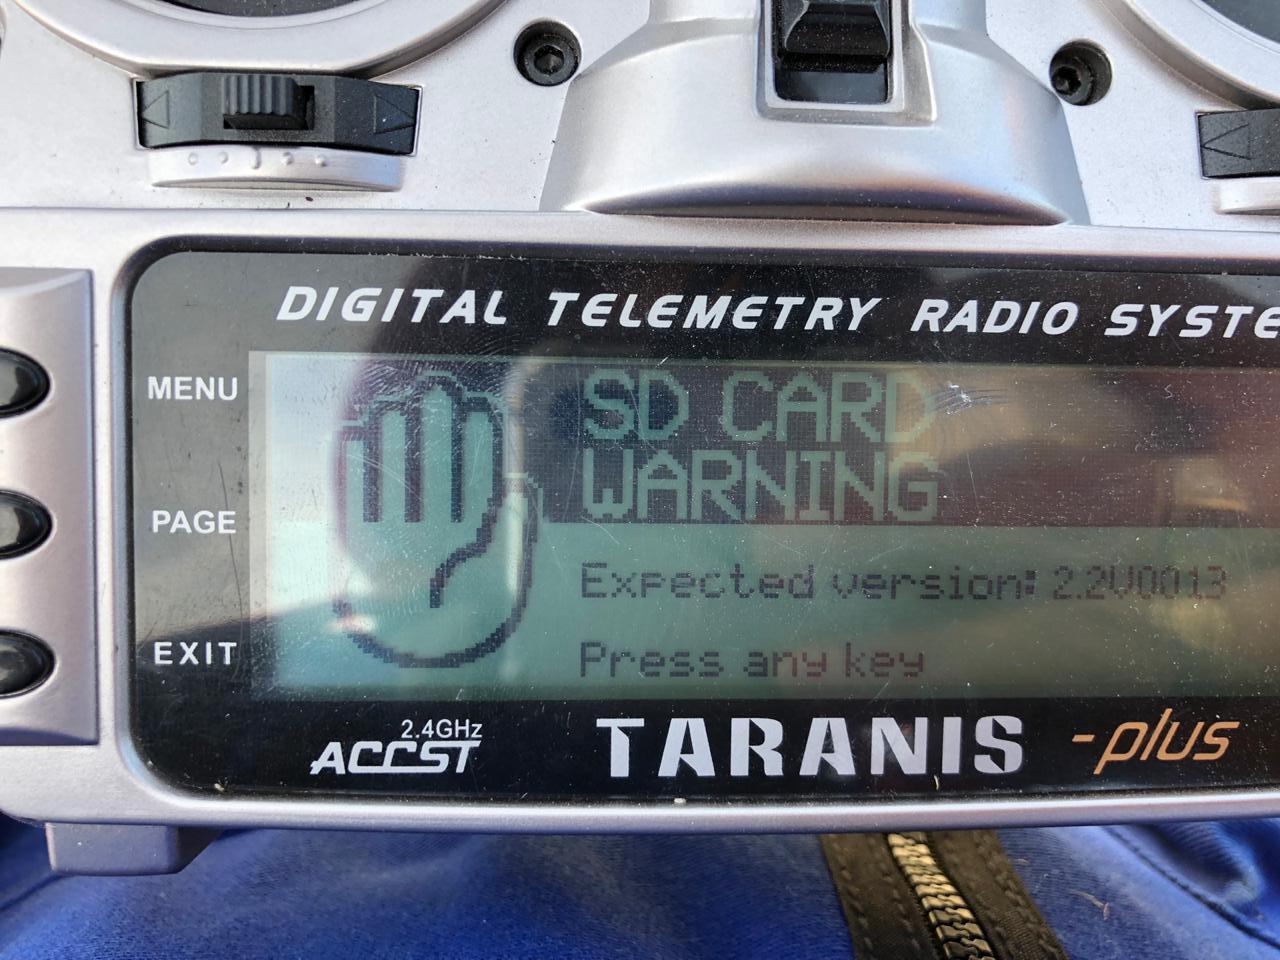 DIGITAL TELEMETRY RADIO SYSTE
MENU
SD CARD
WARNING
PAGE
Expected version: 2.2V0013
EXIT
Press any key
2.4GHz
ACCST
TARANIS -plus